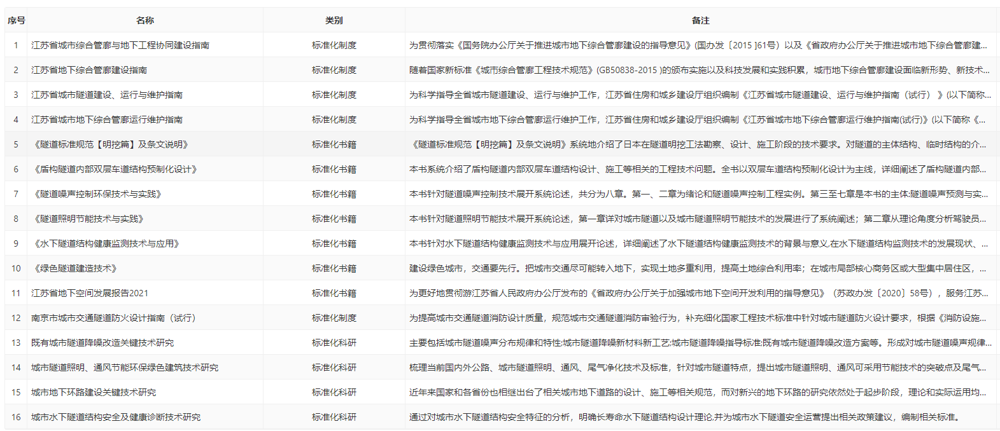 序号 名称 类别 备注
1 江苏省城市综合管廊与地下工程协同建设指南 标准化制度 为贯彻落实《国务院办公厅关于推进城市地下综合管廊建设的指导意见》(国办发〔2015 ]61号）以及《省政府办公厅关于推进城市地下综合管廊建...
2 江苏省地下综合管廊建设指南 标准化制度 随着国家新标准《城市综合管廊工程技术规范》(GB50838-2015 )的颁布实施以及科技发展和实践积累，城市地下综合管廊建设面临新形势、新技术...
3 江苏省城市隧道建设、运行与维护指南 标准化制度 为科学指导全省城市隧道建设、运行与维护工作，江苏省住房和城乡建设厅组织编制《江苏省城市隧道建设、运行与维护指南（试行） 》(以下简称...
4 江苏省城市地下综合管廊运行维护指南 标准化制度 为科学指导全省城市地下综合管廊运行维护工作，江苏省住房和城乡建设厅组织编制《江苏省城市地下综合管廊运行维护指南(试行)》(以下简称《...
5 《隧道标准规范【明挖篇】及条文说明》 标准化书籍 《隧道标准规范【明挖篇】及条文说明》系统地介绍了日本在隧道明挖工法勘察、设计、施工阶段的技术要求。对隧道的主体结构、临时结构的介...
6 《盾构隧道内部双层车道结构预制化设计》 标准化书籍 本书系统介绍了盾构隧道内部双层车道结构设计、施工等相关的工程技术问题。全书以双层车道结构预制化设计为主线，详细阐述了盾构隧道内部...
7 《隧道噪声控制环保技术与实践》 标准化书籍 本书针对隧道噪声控制技术展开系统论述，共分为八章。第一、二章为绪论和隧道噪声控制工程实例。第三至七章是本书的主体:隧道噪声预测与实...
8 《隧道照明节能技术与实践》 标准化书籍 本书针对隧道照明节能技术展开系统论述，第一章详对城市隧道以及城市隧道照明节能技术的发展进行了系统阐述；第二章从理论角度分析驾驶员...
9 《水下隧道结构健康监测技术与应用》 标准化书籍 本书针对水下隧道结构健康监测技术与应用展开论述，详细阐述了水下隧道结构健康监测技术的背景与意义,在水下隧道结构监测技术的发展现状、...
10 《绿色隧道建造技术》 标准化书籍 建设绿色城市，交通要先行。把城市交通尽可能转入地下，实现土地多重利用，提高土地综合利用率；在城市局部核心商务区或大型集中居住区，...
11 江苏省地下空间发展报告2021 标准化书籍 为更好地贯彻游江苏省人民政府办公厅发布的《省政府办公厅关于加强城市地下空间开发利用的指导意见》（苏政办发〔2020〕58号），服务江苏...
12 南京市城市交通隧道防火设计指南（试行） 标准化制度 为提高城市交通隧道消防设计质量，规范城市交通隧道消防审验行为，补充细化国家工程技术标准中针对城市隧道防火设计要求，根据《消防设施...
13 既有城市隧道降噪改造关键技术研究 标准化科研 主要包括城市隧道噪声分布规律和特性;城市隧道降噪新材料新工艺;城市隧道降噪指导标准;既有城市隧道降噪改造方案等。形成对城市隧道噪声规律...
14 城市隧道照明、通风节能环保绿色建筑技术研究 标准化科研 梳理当前国内外公路、城市隧道照明、通风、尾气净化技术及标准，针对城市隧道特点，提出城市隧道照明、通风可采用节能技术的突破点及尾气...
15 城市地下环路建设关键技术研究 标准化科研 近年来国家和各省份也相继出台了相关城市地下道路的设计、施工等相关规范，而对新兴的地下环路的研究依然处于起步阶段，理论和实际运用均...
16 城市水下隧道结构安全及健康诊断技术研究 标准化科研 通过对城市水下隧道结构安全特征的分析，明确长寿命水下隧道结构设计理论,并为城市水下隧道安全运营提出相关政策建议，编制相关标准。